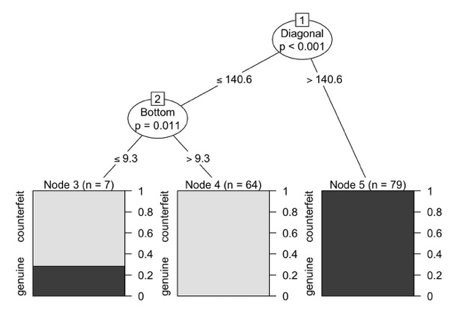 1
Diagonal
p < 0.001
≤ 140.6
> 140.6
2
Bottom
p = 0.011
≤ 9.3
> 9.3
Node 3 (n = 7)
counterfeit
genuine
1
0.8
0.6
0.4
0.2
0
Node 4 (n = 64)
counterfeit
genuine
1
0.8
0.6
0.4
0.2
0
Node 5 (n = 79)
counterfeit
genuine
1
0.8
0.6
0.4
0.2
0